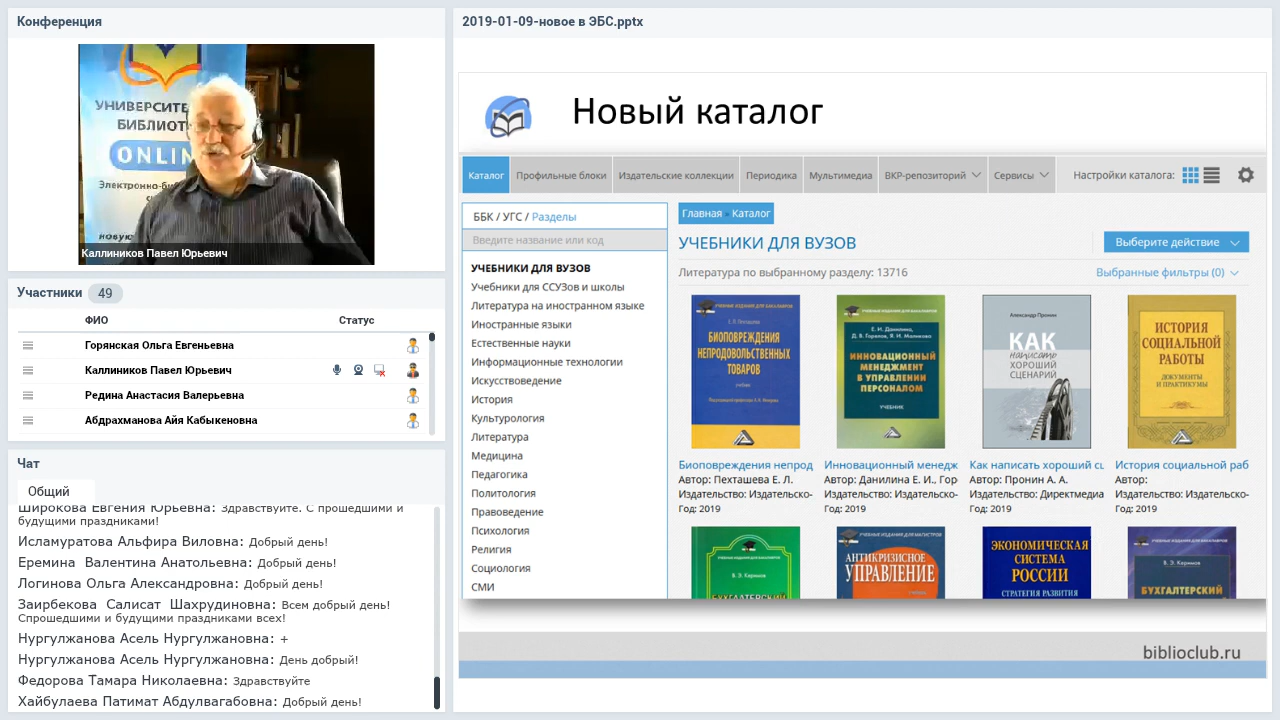 Конференция
УНИВЕРСИТЕ
БИБЛИОТ
ONLIN
Каллиников Павел Юрьевич
Участники 49
ФИО Статус
Горянская Ольга Евгеньевна
Каллиников Павел Юрьевич
Редина Анастасия Валерьевна
Абдрахманова Айя Кабыкеновна
Чат
Общий
Широкова Евгения Юрьевна: Здравствуйте. С прошедшими и
будущими праздниками!
Исламуратова Альфира Виловна: Добрый день!
Еремина Валентина Анатольевна: Добрый день!
Логинова Ольга Александровна: Добрый день!
Заирбекова Салисат Шахрудиновна: Всем добрый день!
Спрошедшими и будущими праздниками всех!
Нургулжанова Асель Нургулжановна: +
Нургулжанова Асель Нургулжановна: День добрый!
Федорова Тамара Николаевна: Здравствуйте
Хайбулаева Патимат Абдулвагабовна: Добрый день!
2019-01-09-новое в ЭБС.pptx
Новый каталог
Каталог Профильные блоки Издательские коллекции Периодика Мультимедиа ВКР-репозиторий Сервисы Настройки каталога:
ББК / УГС / Разделы
Введите название или код
УЧЕБНИКИ ДЛЯ ВУЗОВ
Учебники для ССУЗов и школы
Литература на иностранном языке
Иностранные языки
Естественные науки
Информационные технологии
Искусствоведение
История
Культурология
Литература
Медицина
Педагогика
Политология
Правоведение
Психология
Религия
Социология
СМИ
Главная Каталог
УЧЕБНИКИ ДЛЯ ВУЗОВ
Выберите действие
Литература по выбранному разделу: 13716
Выбранные фильтры (0)
БИОПОВРЕЖДЕНИЯ
НЕПРОДОВОЛЬСТВЕННЫХ
ТОВАРОВ
Е. И. Данилина,
ИННОВАЦИОННЫЙ
МЕНЕДЖМЕНТ
В УПРАВЛЕНИИ
ПЕРСОНАЛОМ
УЧЕБНИК
Александр Пронин
КАК
написать
ХОРОШИЙ
СЦЕНАРИЙ
ИСТОРИЯ
СОЦИАЛЬНОЙ
РАБОТЫ
ДОКУМЕНТЫ
И ПРАКТИКУМЫ
Биоповреждения непрод
Автор: Пехташева Е. Л.
Издательство: Издательско-
Год: 2019
Инновационный менедж
Автор: Данилина Е. И., Гор
Издательство: Издательско-
Год: 2019
Как написать хороший сц
Автор: Пронин А. А.
Издательство: Директмедиа
Год: 2019
История социальной раб
Автор:
Издательство: Издательско-
Год: 2019
В. Э. Керимов
БУХГАЛТЕРСКИЙ
АНТИКРИЗИСНОЕ
УПРАВЛЕНИЕ
ЭКОНОМИЧЕСКАЯ
СИСТЕМА
РОССИИ
СТРАТЕГИЯ РАЗВИТИЯ
В. Э. Керимов
БУХГАЛТЕРСКИЙ
biblioclub.ru